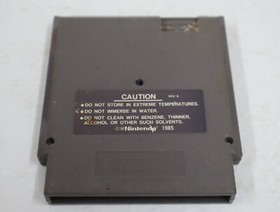 CAUTION REV-A
● DO NOT STORE IN EXTREME TEMPERATURES.
● DO NOT IMMERSE IN WATER.
● DO NOT CLEAN WITH BENZENE, THINNER,
ALCOHOL OR OTHER SUCH SOLVENTS.
©Nintendo 1985